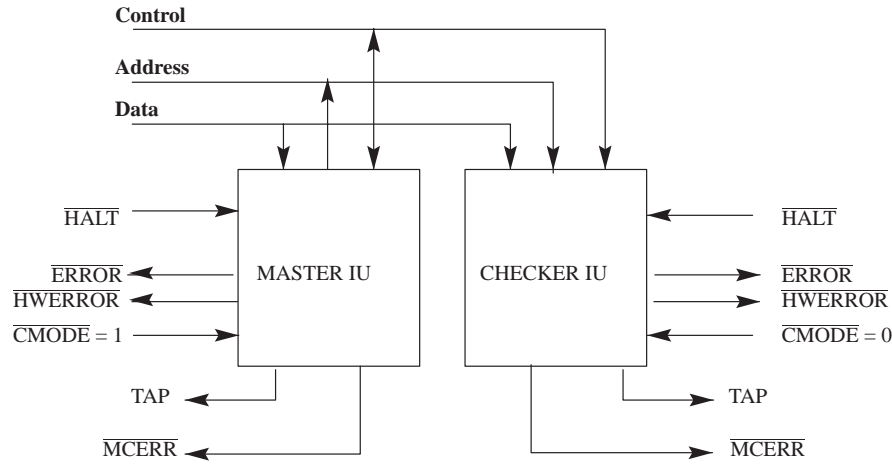 Control
Address
Data
HALT
HALT
ERROR
MASTER IU
CHECKER IU
ERROR
HWERROR
HWERROR
CMODE = 1
CMODE = 0
TAP
TAP
MCERR
MCERR